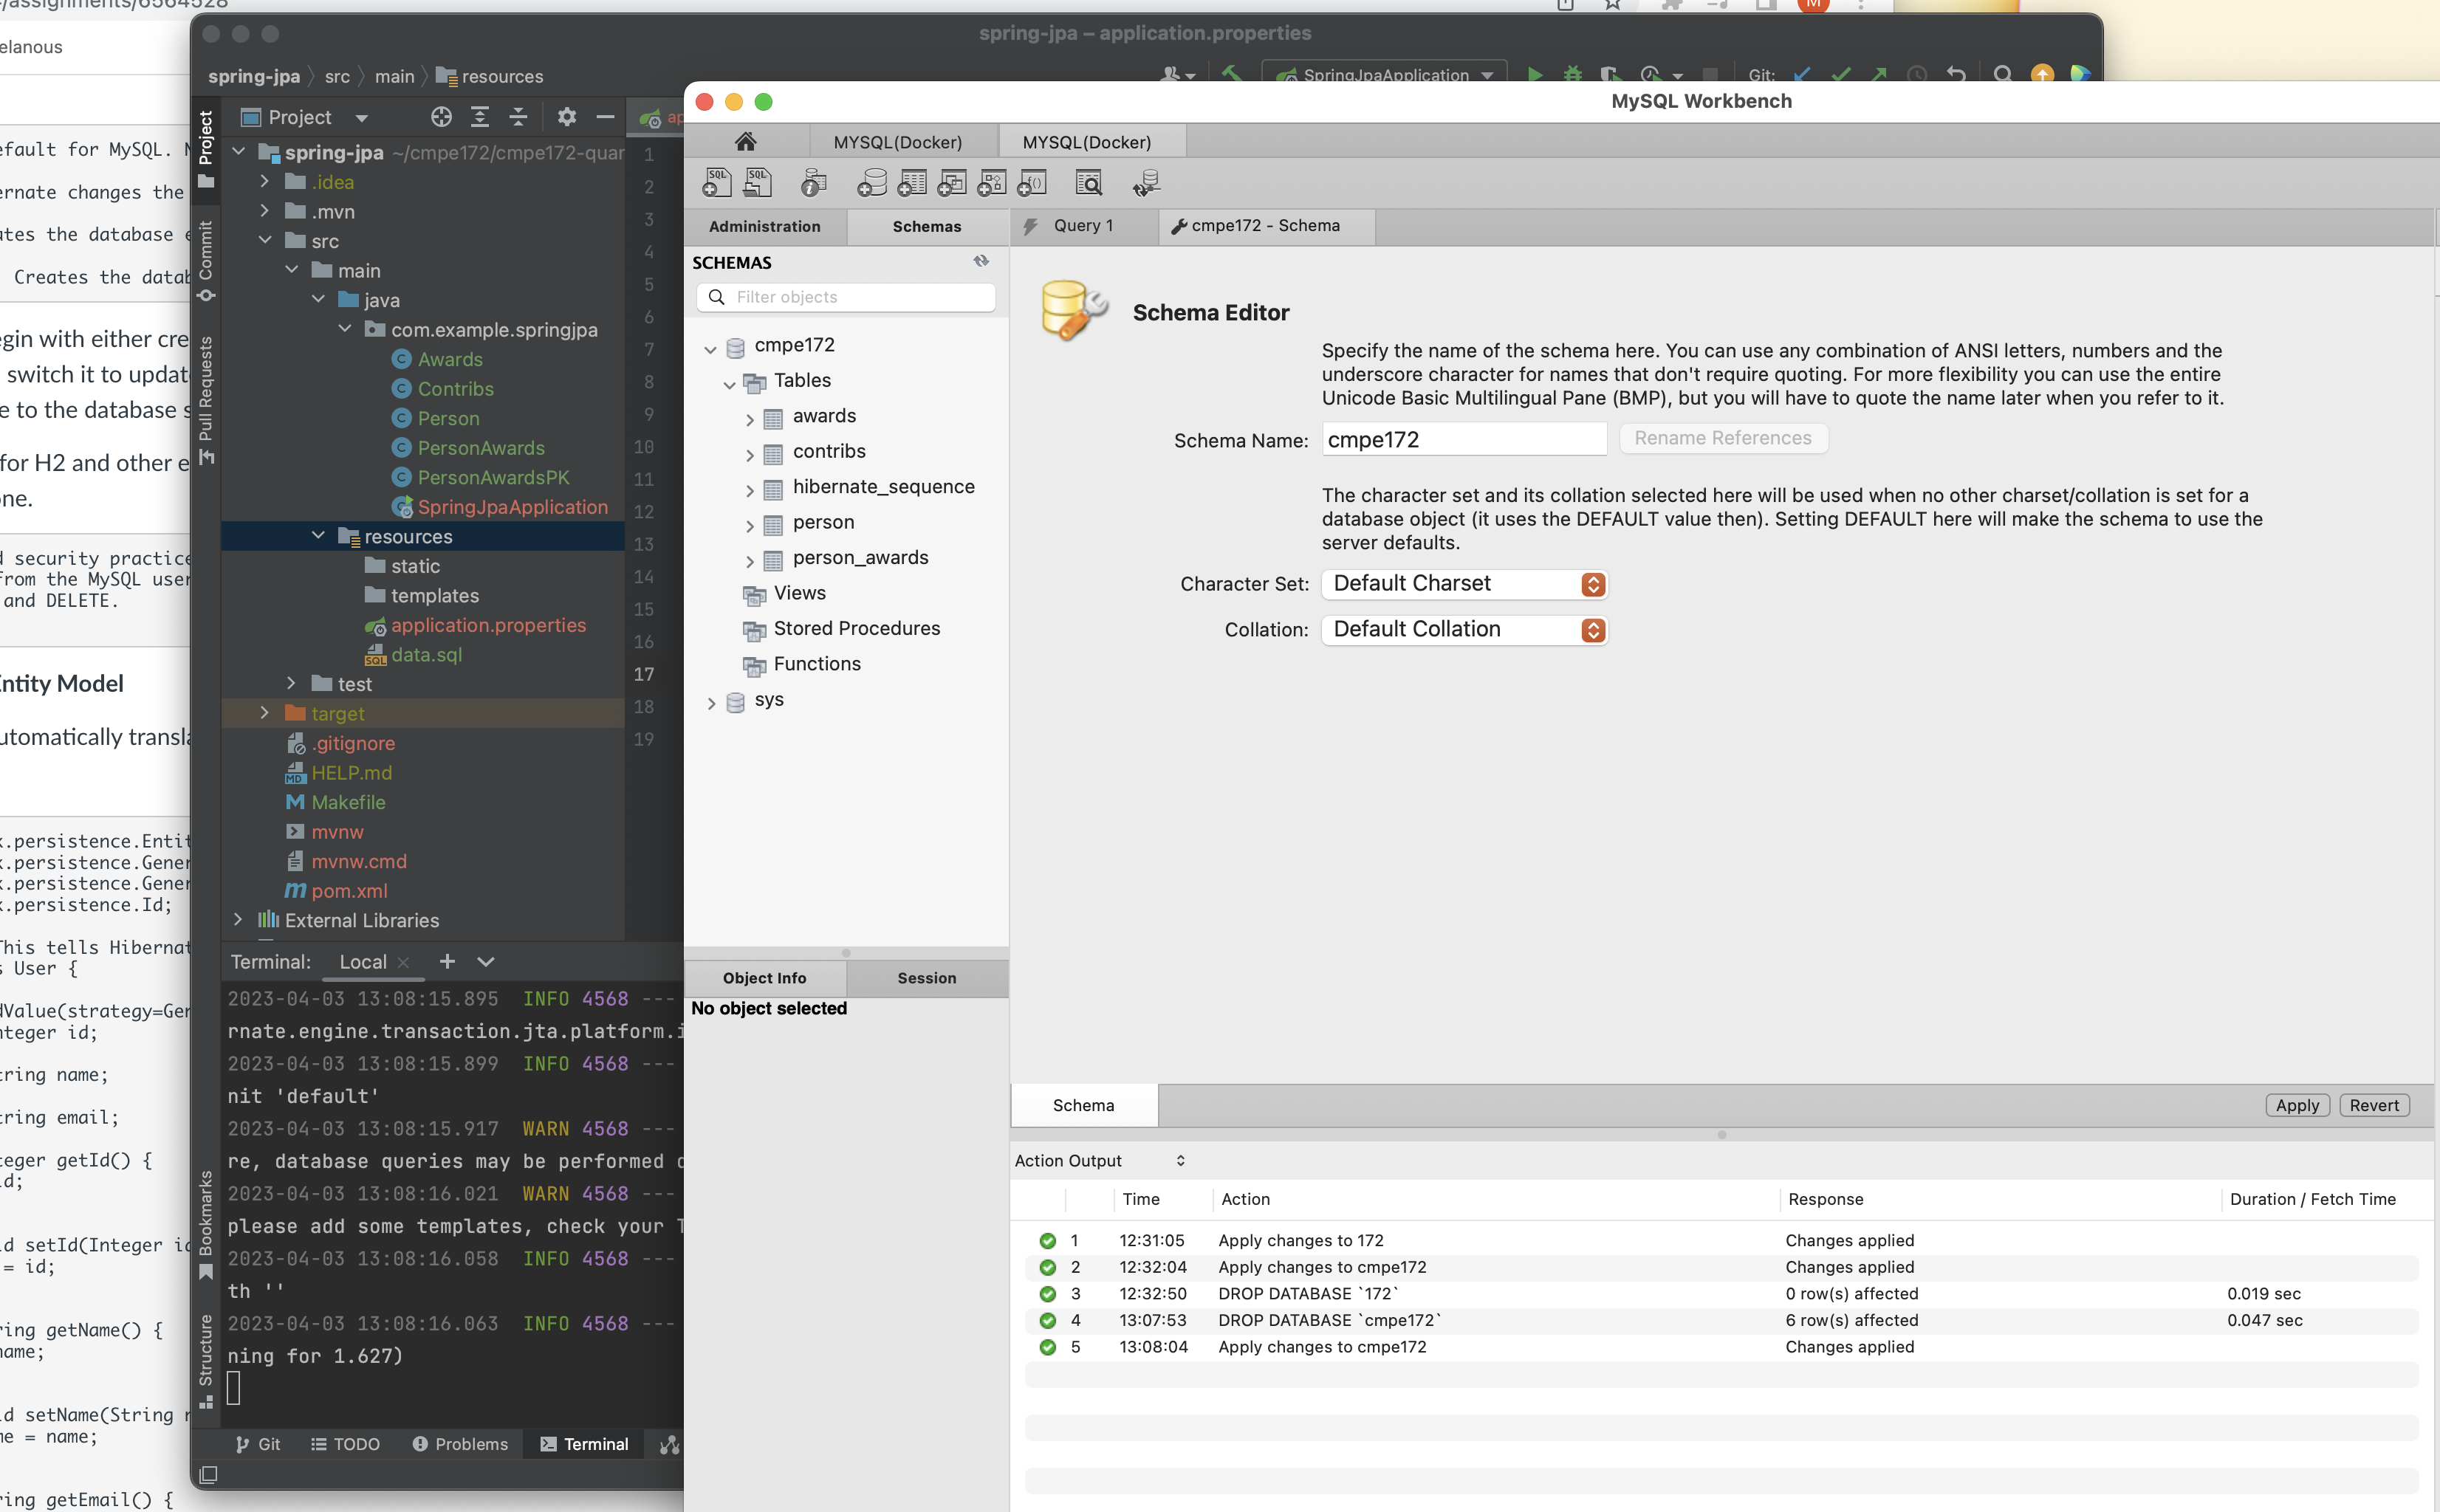 /assignments/6564528
elanous
efault for MySQL. N
ernate changes the
ates the database e
Creates the datab
gin with either cre
switch it to updat
e to the database s
for H2 and other e
one.
d security practice
from the MySQL user
and DELETE.
Entity Model
utomatically transla
x.persistence.Entit
x.persistence.Gener
x.persistence.Gener
x.persistence.Id;
This tells Hibernat
s User {
dValue(strategy=Ger
nteger id;
tring name;
tring email;
teger getId() {
id;
id setId(Integer id
= id;
ring getName() {
name;
id setName(String n
me = name;
ring getEmail() {
spring-jpa – application.properties
spring-jpa
src
main
resources
SpringJpaApplication
Git:
Project
Commit
Pull Requests
Bookmarks
Structure
Project
ap
spring-jpa ~/cmpe172/cmpe172-quar
.idea
.mvn
src
main
java
com.example.springjpa
Awards
Contribs
Person
PersonAwards
PersonAwardsPK
SpringJpaApplication
resources
static
templates
application.properties
data.sql
test
target
.gitignore
HELP.md
Makefile
mvnw
mvnw.cmd
pom.xml
External Libraries
1
2
3
4
5
6
7
8
9
10
11
12
13
14
15
16
17
18
19
Terminal:
Local
2023-04-03 13:08:15.895 INFO 4568 ---
rnate.engine.transaction.jta.platform.i
2023-04-03 13:08:15.899 INFO 4568 ---
nit 'default'
2023-04-03 13:08:15.917 WARN 4568 ---
re, database queries may be performed d
2023-04-03 13:08:16.021 WARN 4568 ---
please add some templates, check your T
2023-04-03 13:08:16.058 INFO 4568 ---
th ''
2023-04-03 13:08:16.063 INFO 4568 ---
ning for 1.627)
Git
TODO
Problems
Terminal
MySQL Workbench
MYSQL(Docker)
MYSQL(Docker)
Administration
Schemas
Query 1
cmpe172 - Schema
SCHEMAS
Filter objects
cmpe172
Tables
awards
contribs
hibernate_sequence
person
person_awards
Views
Stored Procedures
Functions
sys
Object Info
Session
No object selected
Schema Editor
Specify the name of the schema here. You can use any combination of ANSI letters, numbers and the
underscore character for names that don't require quoting. For more flexibility you can use the entire
Unicode Basic Multilingual Pane (BMP), but you will have to quote the name later when you refer to it.
Schema Name:
cmpe172
Rename References
The character set and its collation selected here will be used when no other charset/collation is set for a
database object (it uses the DEFAULT value then). Setting DEFAULT here will make the schema to use the
server defaults.
Character Set:
Default Charset
Collation:
Default Collation
Schema
Apply
Revert
Action Output
Time Action Response Duration / Fetch Time
1 12:31:05 Apply changes to 172 Changes applied
2 12:32:04 Apply changes to cmpe172 Changes applied
3 12:32:50 DROP DATABASE `172` 0 row(s) affected 0.019 sec
4 13:07:53 DROP DATABASE `cmpe172` 6 row(s) affected 0.047 sec
5 13:08:04 Apply changes to cmpe172 Changes applied